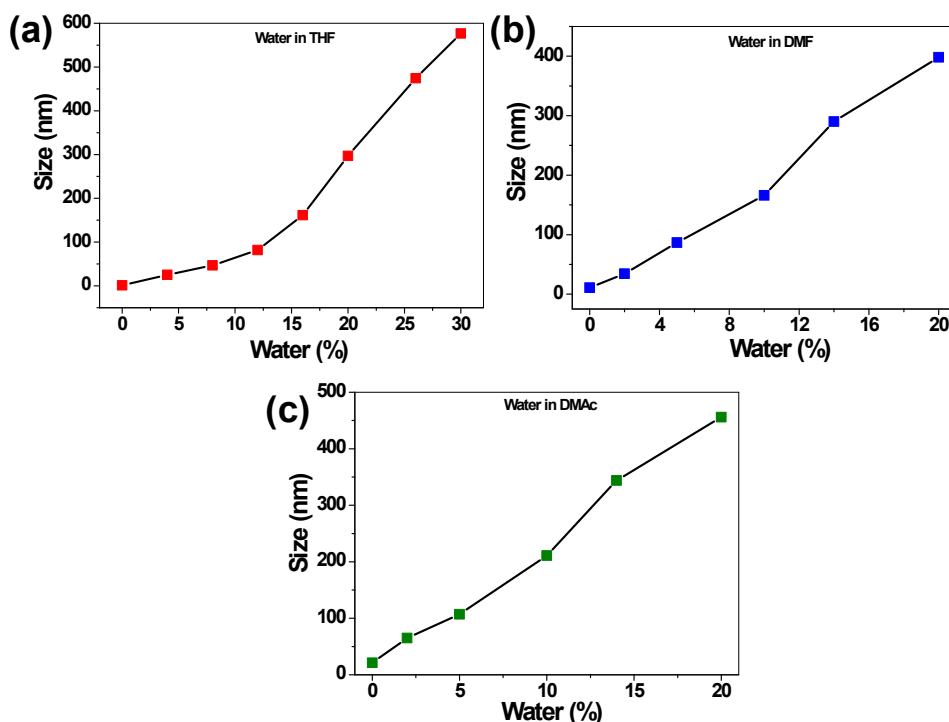 (a)
Water in THF
600
500
400
300
200
100
0
Size (nm)
0 5 10 15 20 25 30
Water (%)
(b)
Water in DMF
400
300
200
100
0
Size (nm)
0 4 8 12 16 20
Water (%)
(c)
Water in DMAc
500
400
300
200
100
0
Size (nm)
0 5 10 15 20
Water (%)